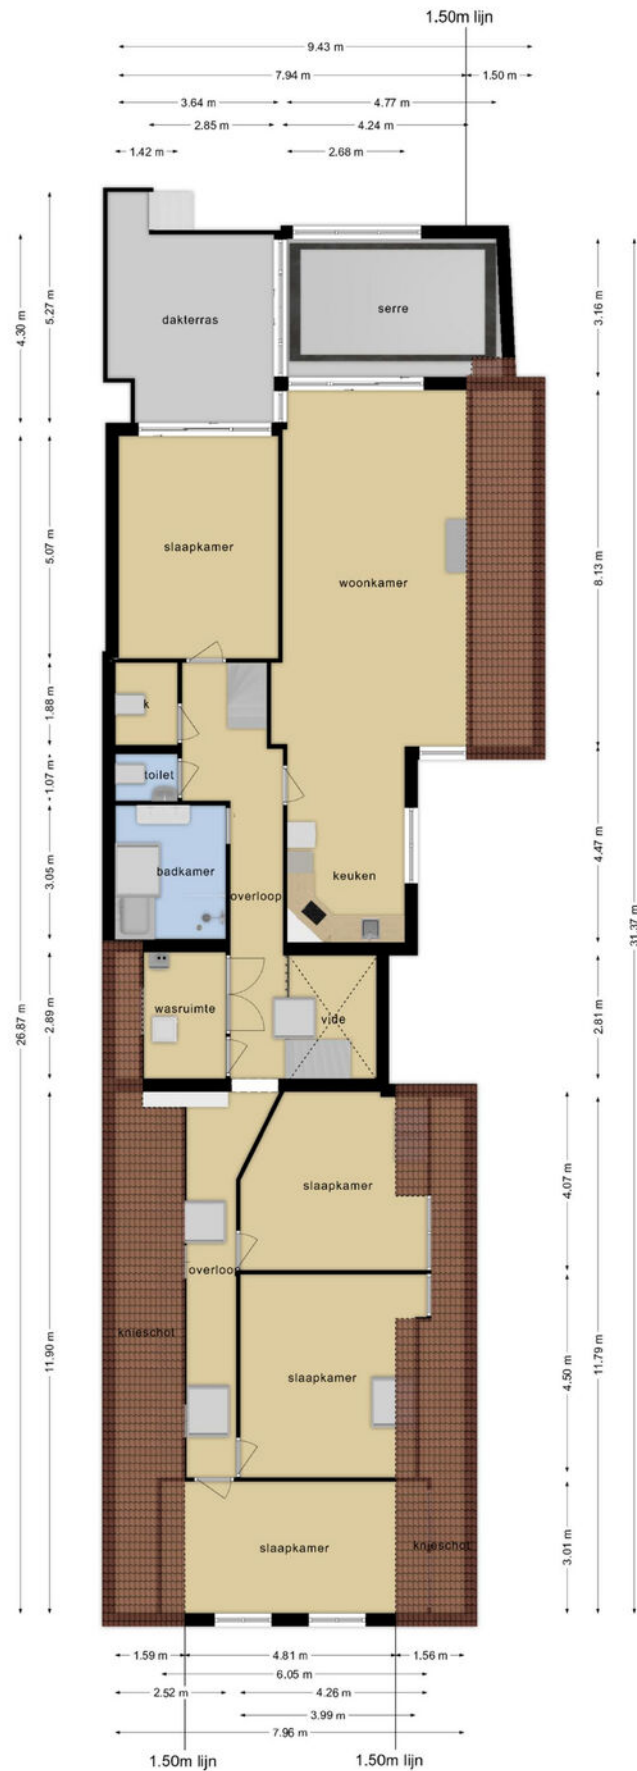 1.50m lijn
9.43 m
7.94 m
1.50 m
3.64 m
4.77 m
2.85 m
4.24 m
1.42 m
2.68 m
5.27 m
4.30 m
3.16 m
dakterras
serre
5.07 m
8.13 m
slaapkamer
woonkamer
1.88 m
k
1.07 m
toilet
3.05 m
4.47 m
badkamer
keuken
overloop
31.37 m
26.87 m
2.89 m
2.81 m
wasruimte
vide
4.07 m
slaapkamer
overloop
11.90 m
knieschot
11.79 m
4.50 m
slaapkamer
3.01 m
slaapkamer
knieschot
1.59 m
4.81 m
1.56 m
6.05 m
2.52 m
4.26 m
3.99 m
7.96 m
1.50m lijn
1.50m lijn